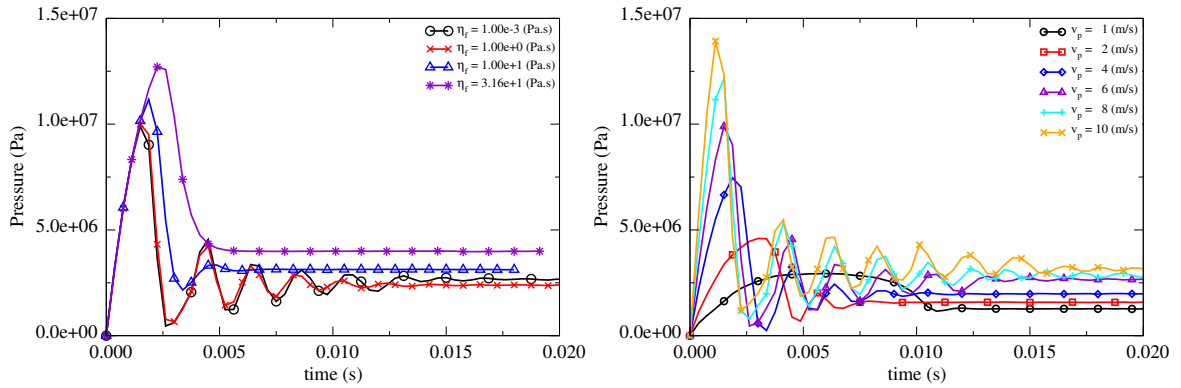 1.5e+07
1.0e+07
5.0e+06
0.0e+00
Pressure (Pa)
0.000
0.005
0.010
0.015
0.020
time (s)
η_f = 1.00e-3 (Pa.s)
η_f = 1.00e+0 (Pa.s)
η_f = 1.00e+1 (Pa.s)
η_f = 3.16e+1 (Pa.s)
1.5e+07
1.0e+07
5.0e+06
0.0e+00
Pressure (Pa)
0.000
0.005
0.010
0.015
0.020
time (s)
v_p = 1 (m/s)
v_p = 2 (m/s)
v_p = 4 (m/s)
v_p = 6 (m/s)
v_p = 8 (m/s)
v_p = 10 (m/s)